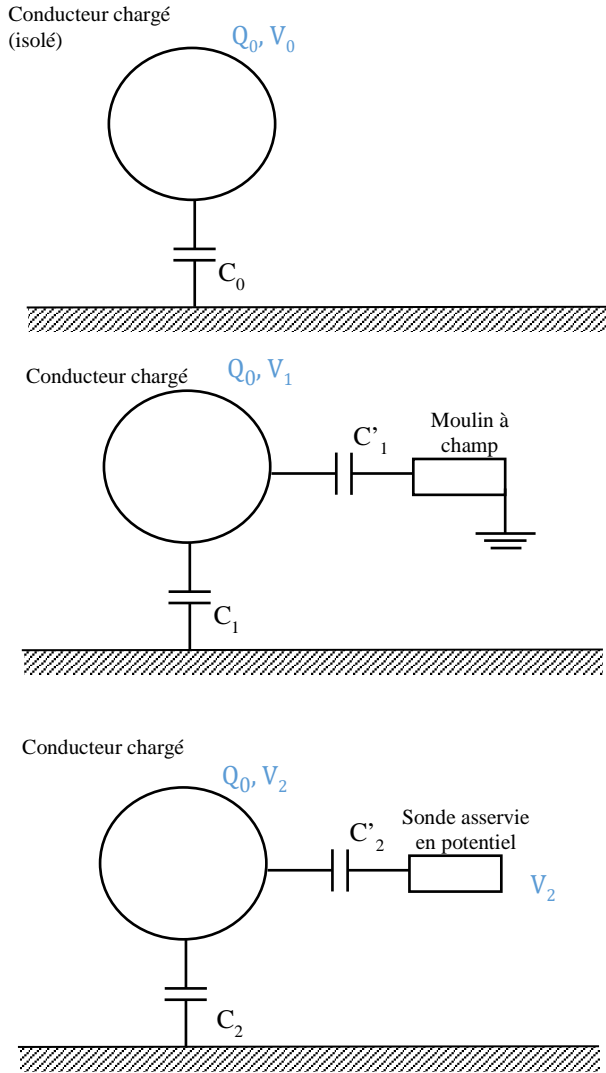 Conducteur chargé
(isolé)
Q₀, V₀
C₀
Conducteur chargé
Q₀, V₁
C’₁
Moulin à
champ
C₁
Conducteur chargé
Q₀, V₂
C’₂
Sonde asservie
en potentiel
V₂
C₂